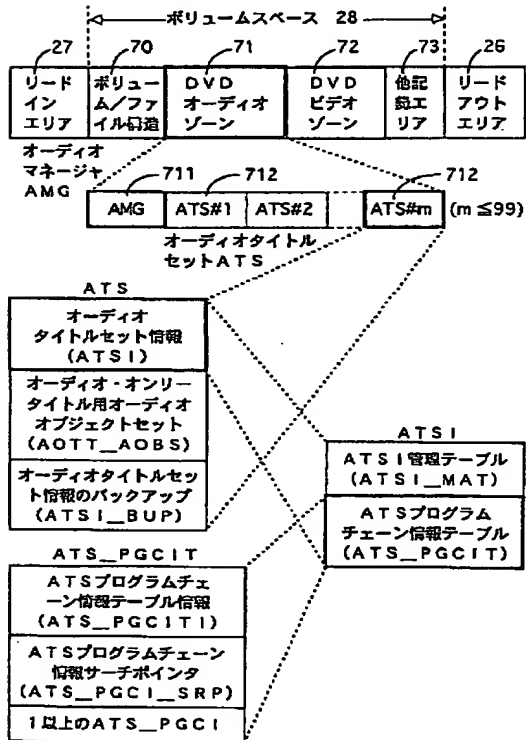 ボリュームスペース 28
27 70 71 72 73 26
リード
イン
エリア
ボリュー
ム/ファ
イル構造
DVD
オーディオ
ゾーン
DVD
ビデオ
ゾーン
他記
録エ
リア
リード
アウト
エリア
オーディオ
マネージャ
AMG
711 712 712
AMG ATS#1 ATS#2 ATS#m (m≦99)
オーディオタイトル
セットATS
ATS
オーディオ
タイトルセット情報
(ATSI)
オーディオ・オンリー
タイトル用オーディオ
オブジェクトセット
(AOTT_AOBS)
オーディオタイトルセッ
ト情報のバックアップ
(ATSI_BUP)
ATSI
ATSI管理テーブル
(ATSI_MAT)
ATSプログラム
チェーン情報テーブル
(ATS_PGCIT)
ATS_PGCIT
ATSプログラムチェ
ーン情報テーブル情報
(ATS_PGCITI)
ATSプログラムチェーン
情報サーチポインタ
(ATS_PGCI_SRP)
1以上のATS_PGCI